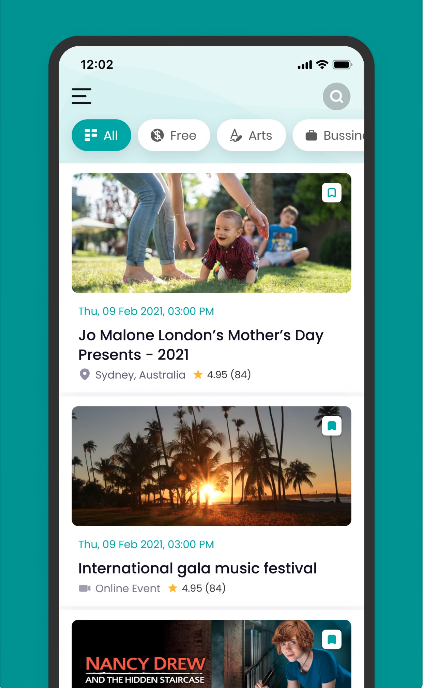 12:02
All
Free
Arts
Bussin
Thu, 09 Feb 2021, 03:00 PM
Jo Malone London’s Mother’s Day
Presents - 2021
Sydney, Australia
4.95 (84)
Thu, 09 Feb 2021, 03:00 PM
International gala music festival
Online Event
4.95 (84)
NANCY DREW
AND THE HIDDEN STAIRCASE